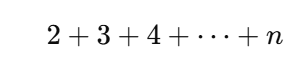 2 + 3 + 4 + ⋯ + n